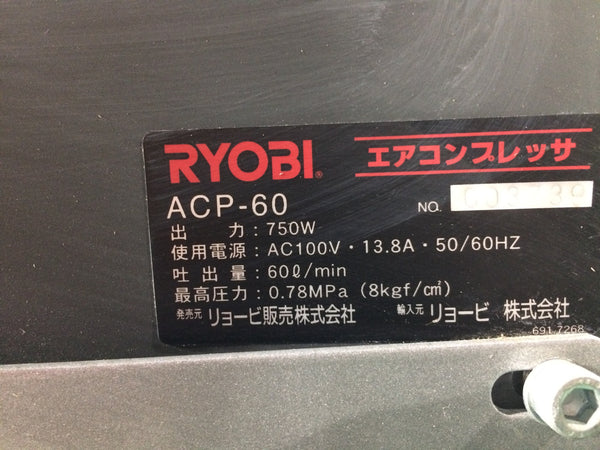 RYOBI® エアコンプレッサ
ACP-60 NO.
出 力:750W
使用電源:AC100V・13.8A・50/60HZ
吐出量:60ℓ/min
最高圧力:0.78MPa (8kgf/c㎡)
発売元 リョービ販売株式会社 輸入元 リョービ 株式会社
691 7268